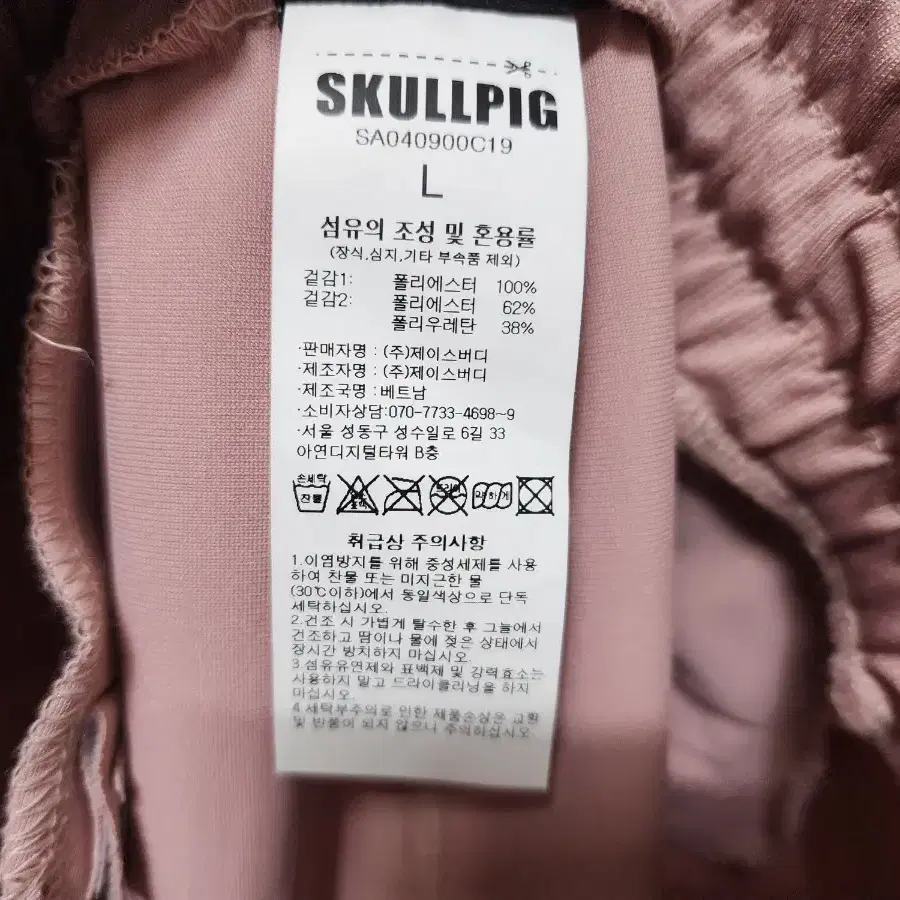 SKULLPIG
SA040900C19
L
섬유의 조성 및 혼용률
(장식,심지,기타 부속품 제외)
겉감1: 폴리에스터 100%
겉감2: 폴리에스터 62%
폴리우레탄 38%
·판매자명 : (주)제이스버디
·제조자명 : (주)제이스버디
·제조국명 : 베트남
·소비자상담:070-7733-4698~9
·서울 성동구 성수일로 6길 33
아연디지털타워 B층
손세탁
찬물
드라이
약하게
취급상 주의사항
1.이염방지를 위해 중성세제를 사용
하여 찬물 또는 미지근한 물
(30℃이하)에서 동일색상으로 단독
세탁하십시오.
2.건조 시 가볍게 탈수한 후 그늘에서
건조하고 땀이나 물에 젖은 상태에서
장시간 방치하지 마십시오.
3.섬유유연제와 표백제 및 강력효소는
사용하지 말고 드라이클리닝을 하지
마십시오.
4.세탁부주의로 인한 제품손상은 교환
및 반품이 되지 않으니 주의하십시오.